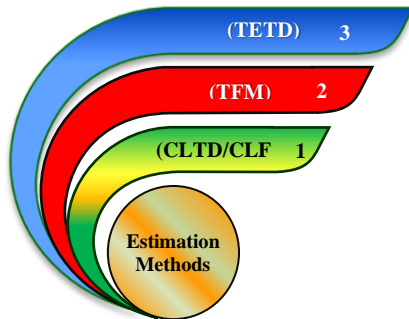 (TETD) 3
(TFM) 2
(CLTD/CLF 1
Estimation
Methods